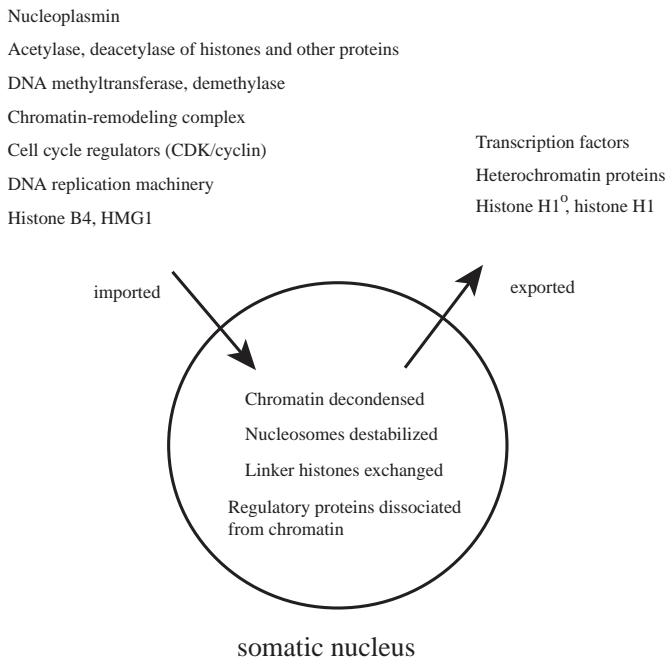 Nucleoplasmin
Acetylase, deacetylase of histones and other proteins
DNA methyltransferase, demethylase
Chromatin-remodeling complex
Cell cycle regulators (CDK/cyclin)
DNA replication machinery
Histone B4, HMG1
Transcription factors
Heterochromatin proteins
Histone H1°, histone H1
imported
exported
Chromatin decondensed
Nucleosomes destabilized
Linker histones exchanged
Regulatory proteins dissociated
from chromatin
somatic nucleus